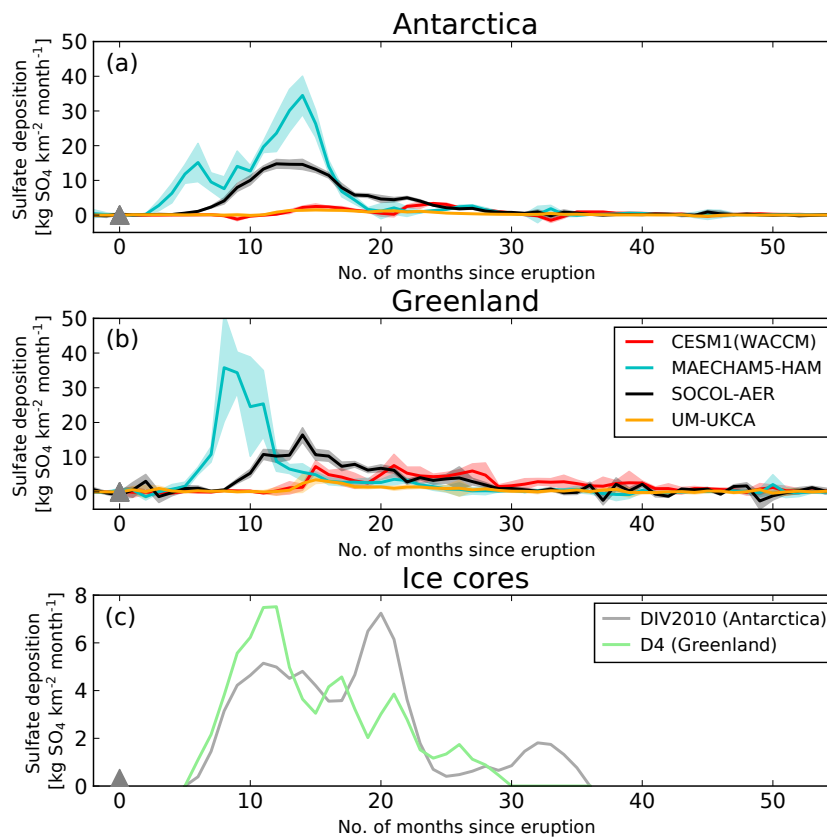 Antarctica
(a)
Sulfate deposition
[kg SO₄ km⁻² month⁻¹]
50
40
30
20
10
0
0 10 20 30 40 50
No. of months since eruption
Greenland
(b)
Sulfate deposition
[kg SO₄ km⁻² month⁻¹]
50
40
30
20
10
0
CESM1(WACCM)
MAECHAM5-HAM
SOCOL-AER
UM-UKCA
0 10 20 30 40 50
No. of months since eruption
Ice cores
(c)
Sulfate deposition
[kg SO₄ km⁻² month⁻¹]
8
6
4
2
0
DIV2010 (Antarctica)
D4 (Greenland)
0 10 20 30 40 50
No. of months since eruption